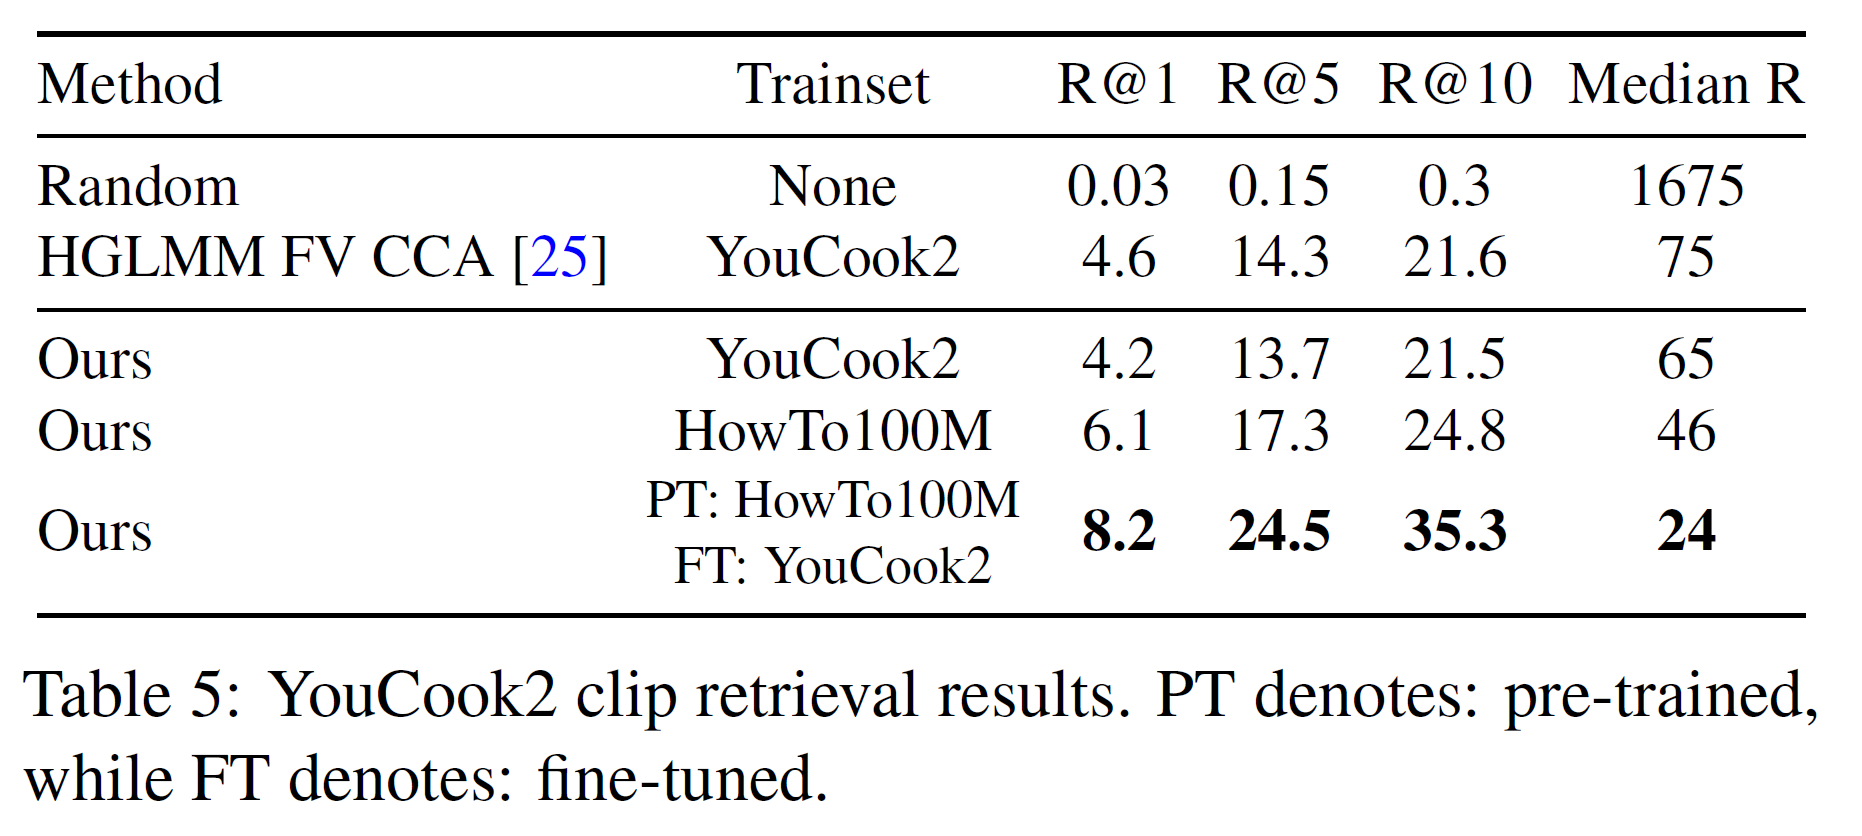 Method Trainset R@1 R@5 R@10 Median R
Random None 0.03 0.15 0.3 1675
HGLMM FV CCA [25] YouCook2 4.6 14.3 21.6 75
Ours YouCook2 4.2 13.7 21.5 65
Ours HowTo100M 6.1 17.3 24.8 46
PT: HowTo100M
Ours 8.2 24.5 35.3 24
FT: YouCook2
Table 5: YouCook2 clip retrieval results. PT denotes: pre-trained,
while FT denotes: fine-tuned.